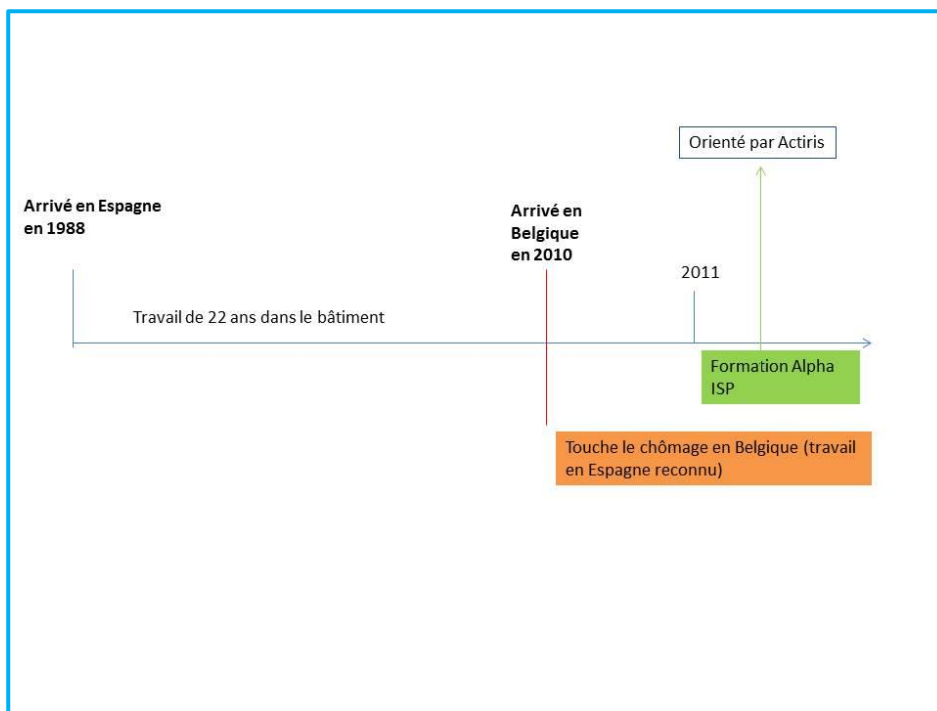 Orienté par Actiris
Arrivé en Espagne
en 1988
Arrivé en
Belgique
en 2010
2011
Travail de 22 ans dans le bâtiment
Formation Alpha
ISP
Touche le chômage en Belgique (travail
en Espagne reconnu)